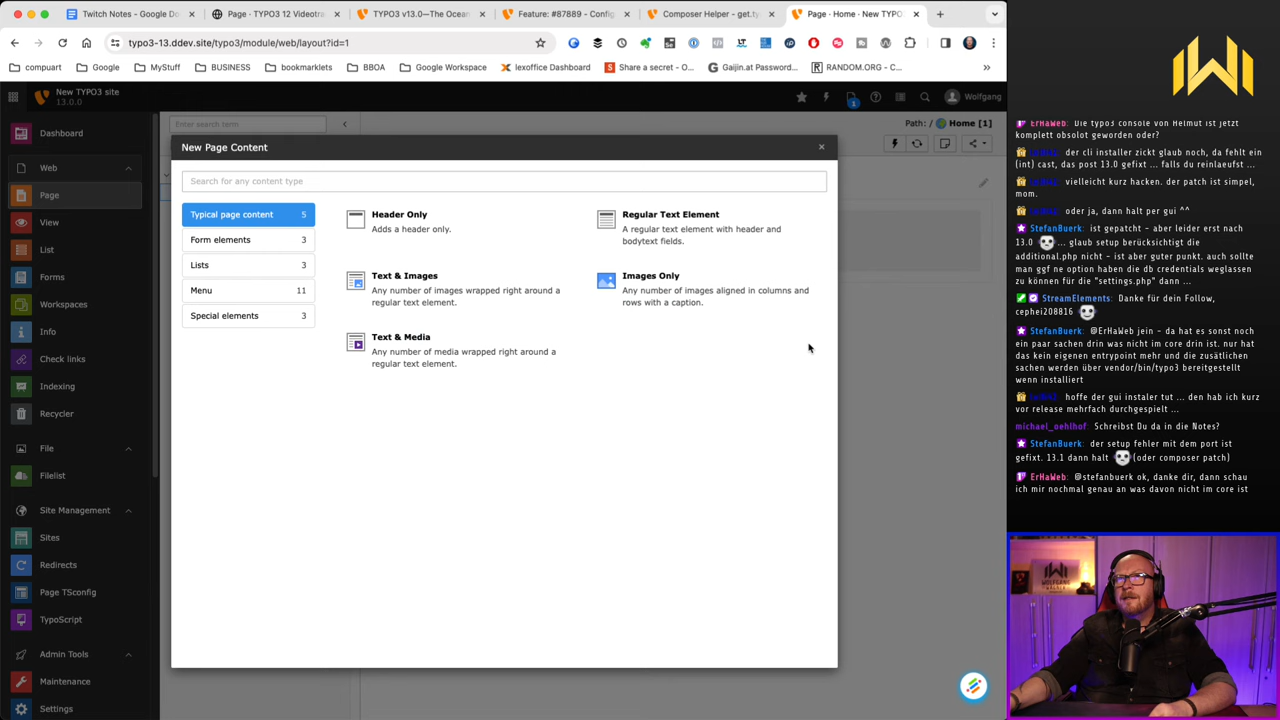 Twitch Notes - Google Do
Page · TYPO3 12 Videotra
TYPO3 v13.0—The Ocean
Feature: #87889 - Config
Composer Helper - get.ty
Page · Home · New TYPO3
typo3-13.ddev.site/typo3/module/web/layout?id=1
compuart
Google
MyStuff
BUSINESS
bookmarklets
BBOA
Google Workspace
lexoffice Dashboard
Share a secret - O...
Gaijin.at Password...
RANDOM.ORG - C...
New TYPO3 site
13.0.0
1
Wolfgang
Enter search term
Path: / Home [1]
Dashboard
Web
Page
View
List
Forms
Workspaces
Info
Check links
Indexing
Recycler
File
Filelist
Site Management
Sites
Redirects
Page TSconfig
TypoScript
Admin Tools
Maintenance
Settings
New Page Content
Search for any content type
Typical page content 5
Form elements 3
Lists 3
Menu 11
Special elements 3
Header Only
Adds a header only.
Regular Text Element
A regular text element with header and
bodytext fields.
Text & Images
Any number of images wrapped right around a
regular text element.
Images Only
Any number of images aligned in columns and
rows with a caption.
Text & Media
Any number of media wrapped right around a
regular text element.
ErHaWeb: Die typo3 console von Helmut ist jetzt
komplett obsolot geworden oder?
der cli installer zickt glaub noch, da fehlt ein
(int) cast, das post 13.0 gefixt ... falls du reinlaeufst ...
vielleicht kurz hacken. der patch ist simpel,
mom.
oder ja, dann halt per gui ^^
StefanBuerk: ist gepatcht - aber leider erst nach
13.0 ... glaub setup berücksichtigt die
additional.php nicht - ist aber guter punkt. auch sollte
man ggf ne option haben die db credentials weglassen
zu können für die "settings.php" dann ...
StreamElements: Danke für dein Follow,
cephei208816
StefanBuerk: @ErHaWeb jein - da hat es sonst noch
ein paar sachen drin was nicht im core drin ist. nur hat
das kein eigenen entrypoint mehr und die zusätlichen
sachen werden über vendor/bin/typo3 bereitgestellt
wenn installiert
hoffe der gui instaler tut ... den hab ich kurz
vor release mehrfach durchgespielt ...
michael_oehlhof: Schreibst Du da in die Notes?
StefanBuerk: der setup fehler mit dem port ist
gefixt. 13.1 dann halt (oder composer patch)
ErHaWeb: @stefanbuerk ok, danke dir, dann schau
ich mir nochmal genau an was davon nicht im core ist